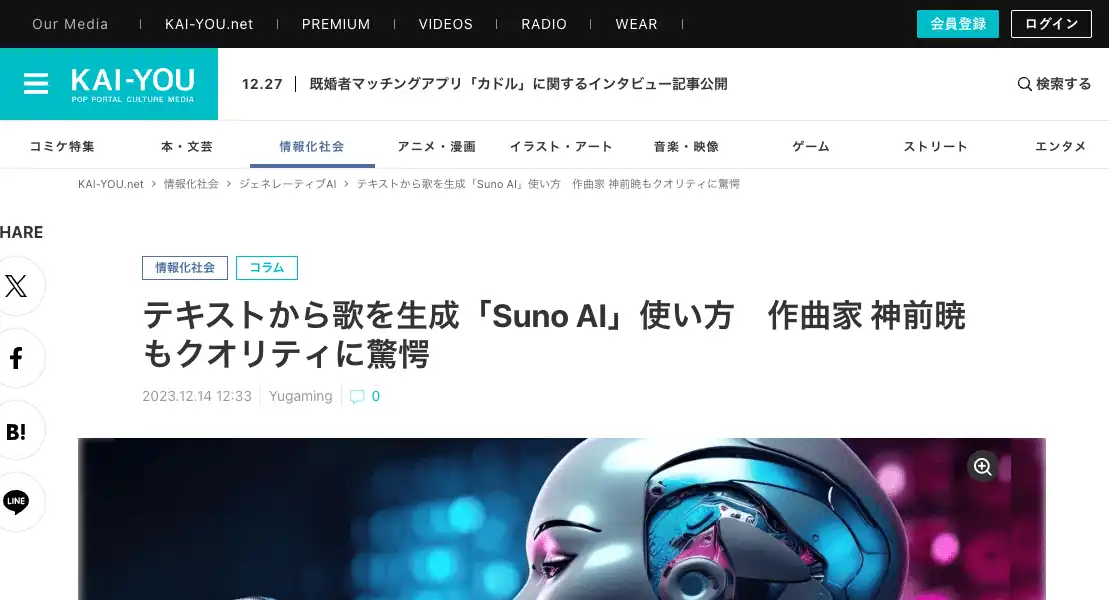 Our Media
KAI-YOU.net
PREMIUM
VIDEOS
RADIO
WEAR
会員登録
ログイン
KAI-YOU
POP PORTAL CULTURE MEDIA
12.27
既婚者マッチングアプリ「カドル」に関するインタビュー記事公開
検索する
コミケ特集
本・文芸
情報化社会
アニメ・漫画
イラスト・アート
音楽・映像
ゲーム
ストリート
エンタメ
KAI-YOU.net > 情報化社会 > ジェネレーティブAI > テキストから歌を生成「Suno AI」使い方　作曲家 神前暁もクオリティに驚愕
HARE
情報化社会
コラム
テキストから歌を生成「Suno AI」使い方　作曲家 神前暁
もクオリティに驚愕
2023.12.14 12:33
Yugaming
0
B!
LINE